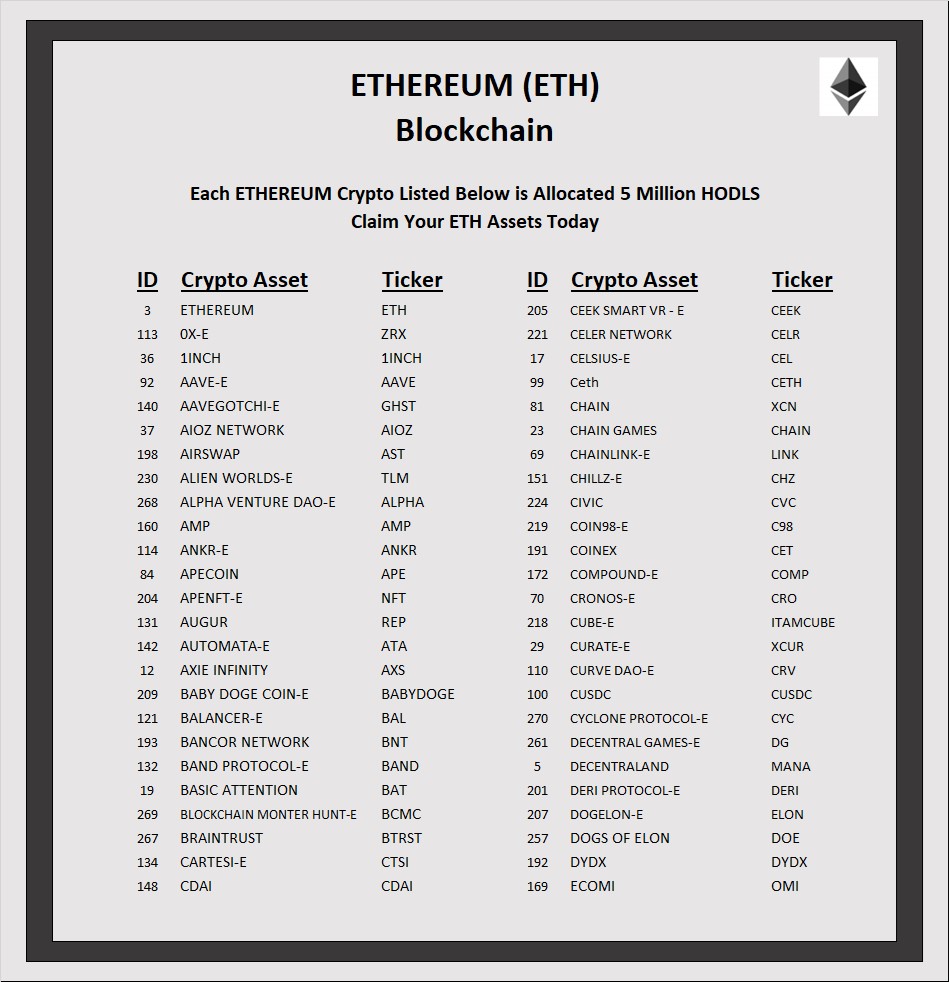 ETHEREUM (ETH)
Blockchain
Each ETHEREUM Crypto Listed Below is Allocated 5 Million HODLS
Claim Your ETH Assets Today
ID Crypto Asset Ticker ID Crypto Asset Ticker
3 ETHEREUM ETH 205 CEEK SMART VR - E CEEK
113 0X-E ZRX 221 CELER NETWORK CELR
36 1INCH 1INCH 17 CELSIUS-E CEL
92 AAVE-E AAVE 99 Ceth CETH
140 AAVEGOTCHI-E GHST 81 CHAIN XCN
37 AIOZ NETWORK AIOZ 23 CHAIN GAMES CHAIN
198 AIRSWAP AST 69 CHAINLINK-E LINK
230 ALIEN WORLDS-E TLM 151 CHILLZ-E CHZ
268 ALPHA VENTURE DAO-E ALPHA 224 CIVIC CVC
160 AMP AMP 219 COIN98-E C98
114 ANKR-E ANKR 191 COINEX CET
84 APECOIN APE 172 COMPOUND-E COMP
204 APENFT-E NFT 70 CRONOS-E CRO
131 AUGUR REP 218 CUBE-E ITAMCUBE
142 AUTOMATA-E ATA 29 CURATE-E XCUR
12 AXIE INFINITY AXS 110 CURVE DAO-E CRV
209 BABY DOGE COIN-E BABYDOGE 100 CUSDC CUSDC
121 BALANCER-E BAL 270 CYCLONE PROTOCOL-E CYC
193 BANCOR NETWORK BNT 261 DECENTRAL GAMES-E DG
132 BAND PROTOCOL-E BAND 5 DECENTRALAND MANA
19 BASIC ATTENTION BAT 201 DERI PROTOCOL-E DERI
269 BLOCKCHAIN MONTER HUNT-E BCMC 207 DOGELON-E ELON
267 BRAINTRUST BTRST 257 DOGS OF ELON DOE
134 CARTESI-E CTSI 192 DYDX DYDX
148 CDAI CDAI 169 ECOMI OMI